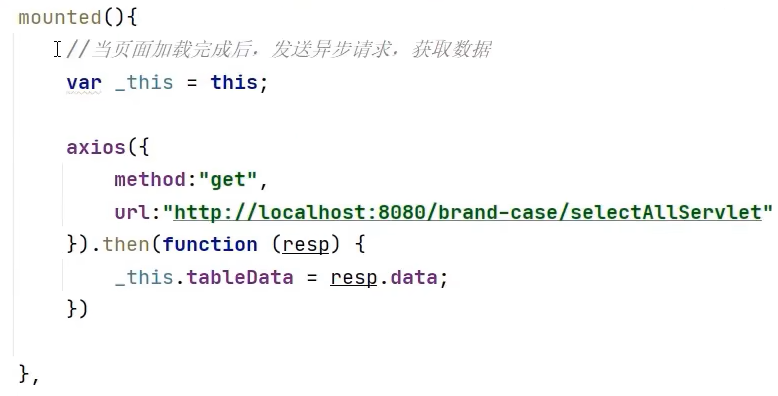 mounted(){
//当页面加载完成后，发送异步请求，获取数据
var _this = this;
axios({
method:"get",
url:"http://localhost:8080/brand-case/selectAllServlet"
}).then(function (resp) {
_this.tableData = resp.data;
})
},